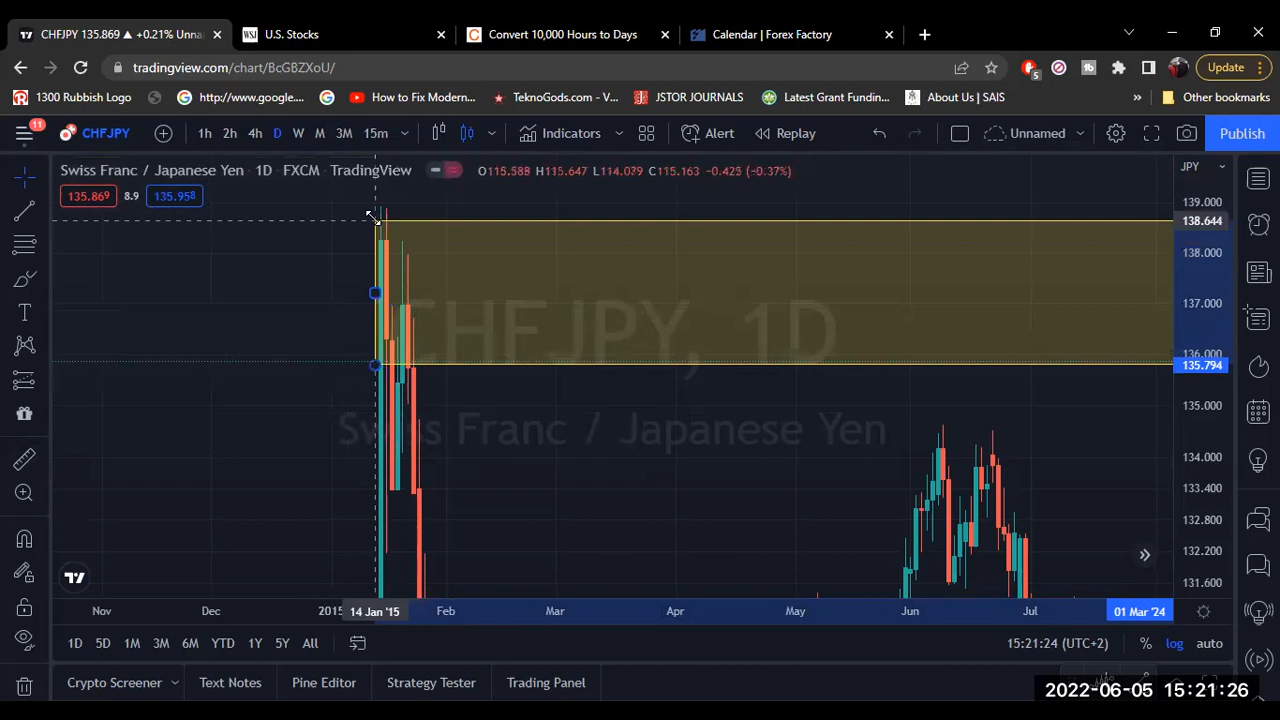 CHFJPY 135.869 ▲ +0.21% Unna
WSJ U.S. Stocks
C Convert 10,000 Hours to Days
Calendar | Forex Factory
tradingview.com/chart/BcGBZXoU/
5
Update
1300 Rubbish Logo
http://www.google....
How to Fix Modern...
TeknoGods.com - V...
JSTOR JOURNALS
Latest Grant Fundin...
About Us | SAIS
»
Other bookmarks
11
CHFJPY
1h 2h 4h D W M 3M 15m
Indicators
Alert
Replay
Unnamed
Publish
Swiss Franc / Japanese Yen · 1D · FXCM · TradingView
O115.588 H115.647 L114.079 C115.163 −0.425 (−0.37%)
JPY
135.869 8.9 135.958
139.000
138.644
138.000
137.000
136.000
135.794
135.000
134.000
133.400
132.800
132.200
131.600
CHFJPY, 1D
Swiss Franc / Japanese Yen
Nov Dec 2015 14 Jan '15 Feb Mar Apr May Jun Jul 01 Mar '24
1D 5D 1M 3M 6M YTD 1Y 5Y All
15:21:24 (UTC+2) % log auto
Crypto Screener Text Notes Pine Editor Strategy Tester Trading Panel
2022-06-05 15:21:26